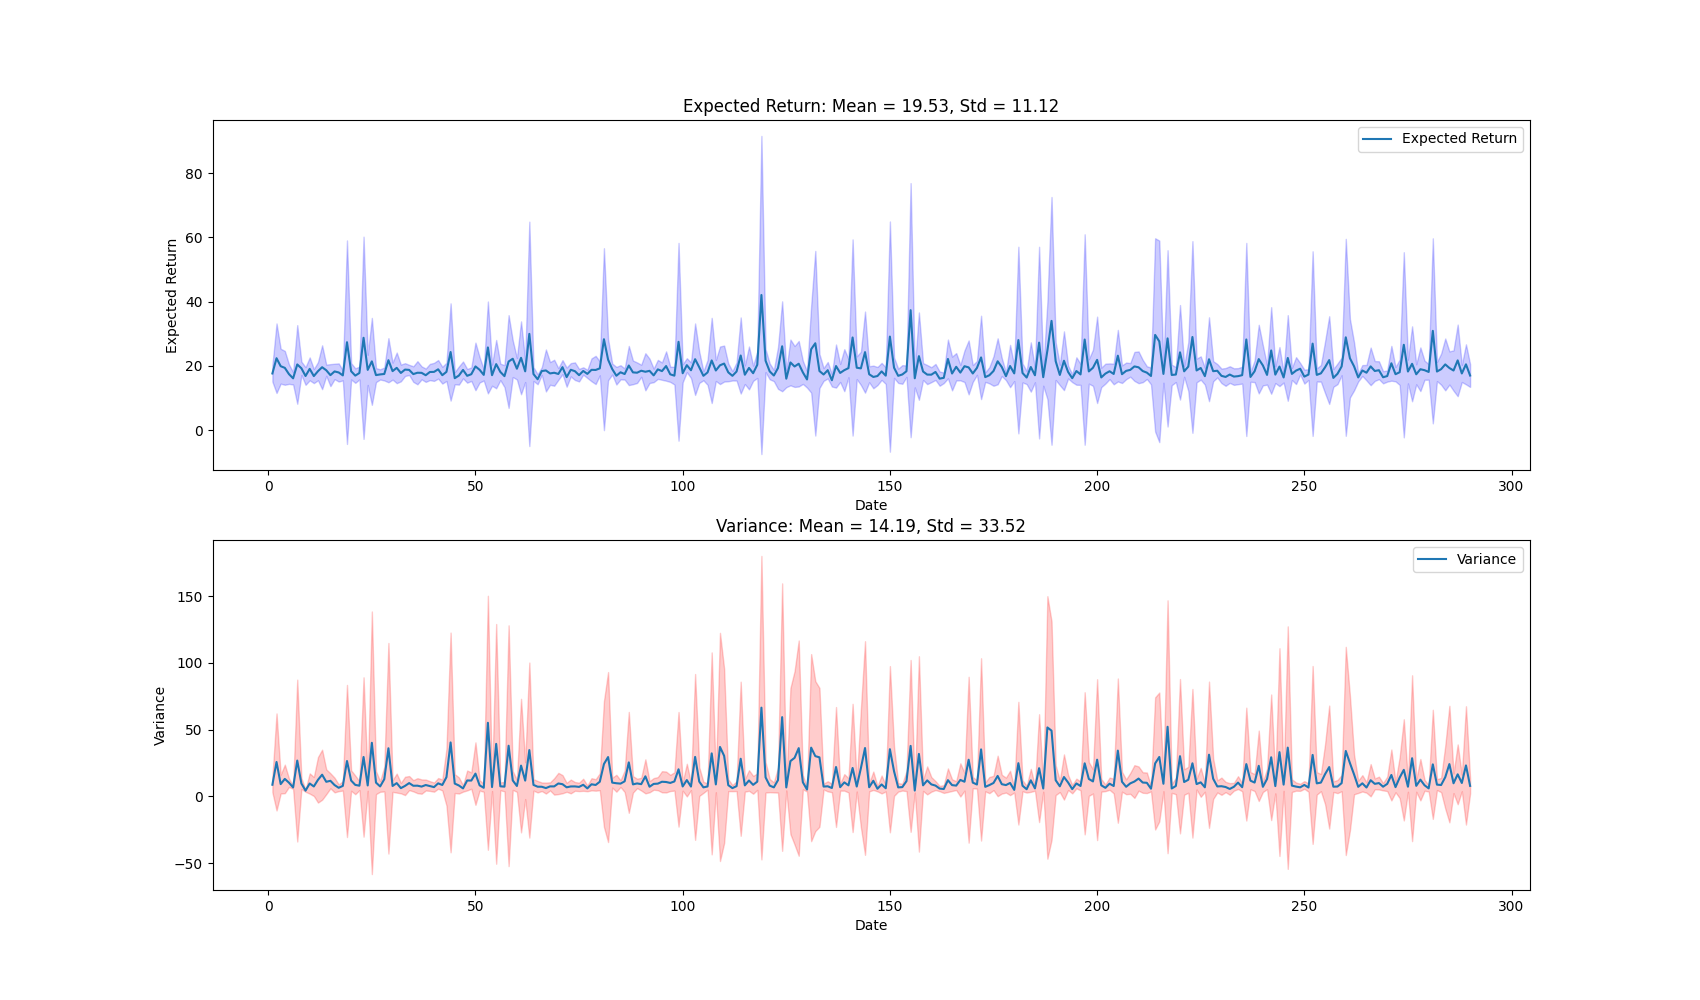 Expected Return: Mean = 19.53, Std = 11.12
Expected Return
80
60
40
20
0
Expected Return
0 50 100 150 200 250 300
Date
Variance: Mean = 14.19, Std = 33.52
Variance
150
100
50
0
−50
Variance
0 50 100 150 200 250 300
Date